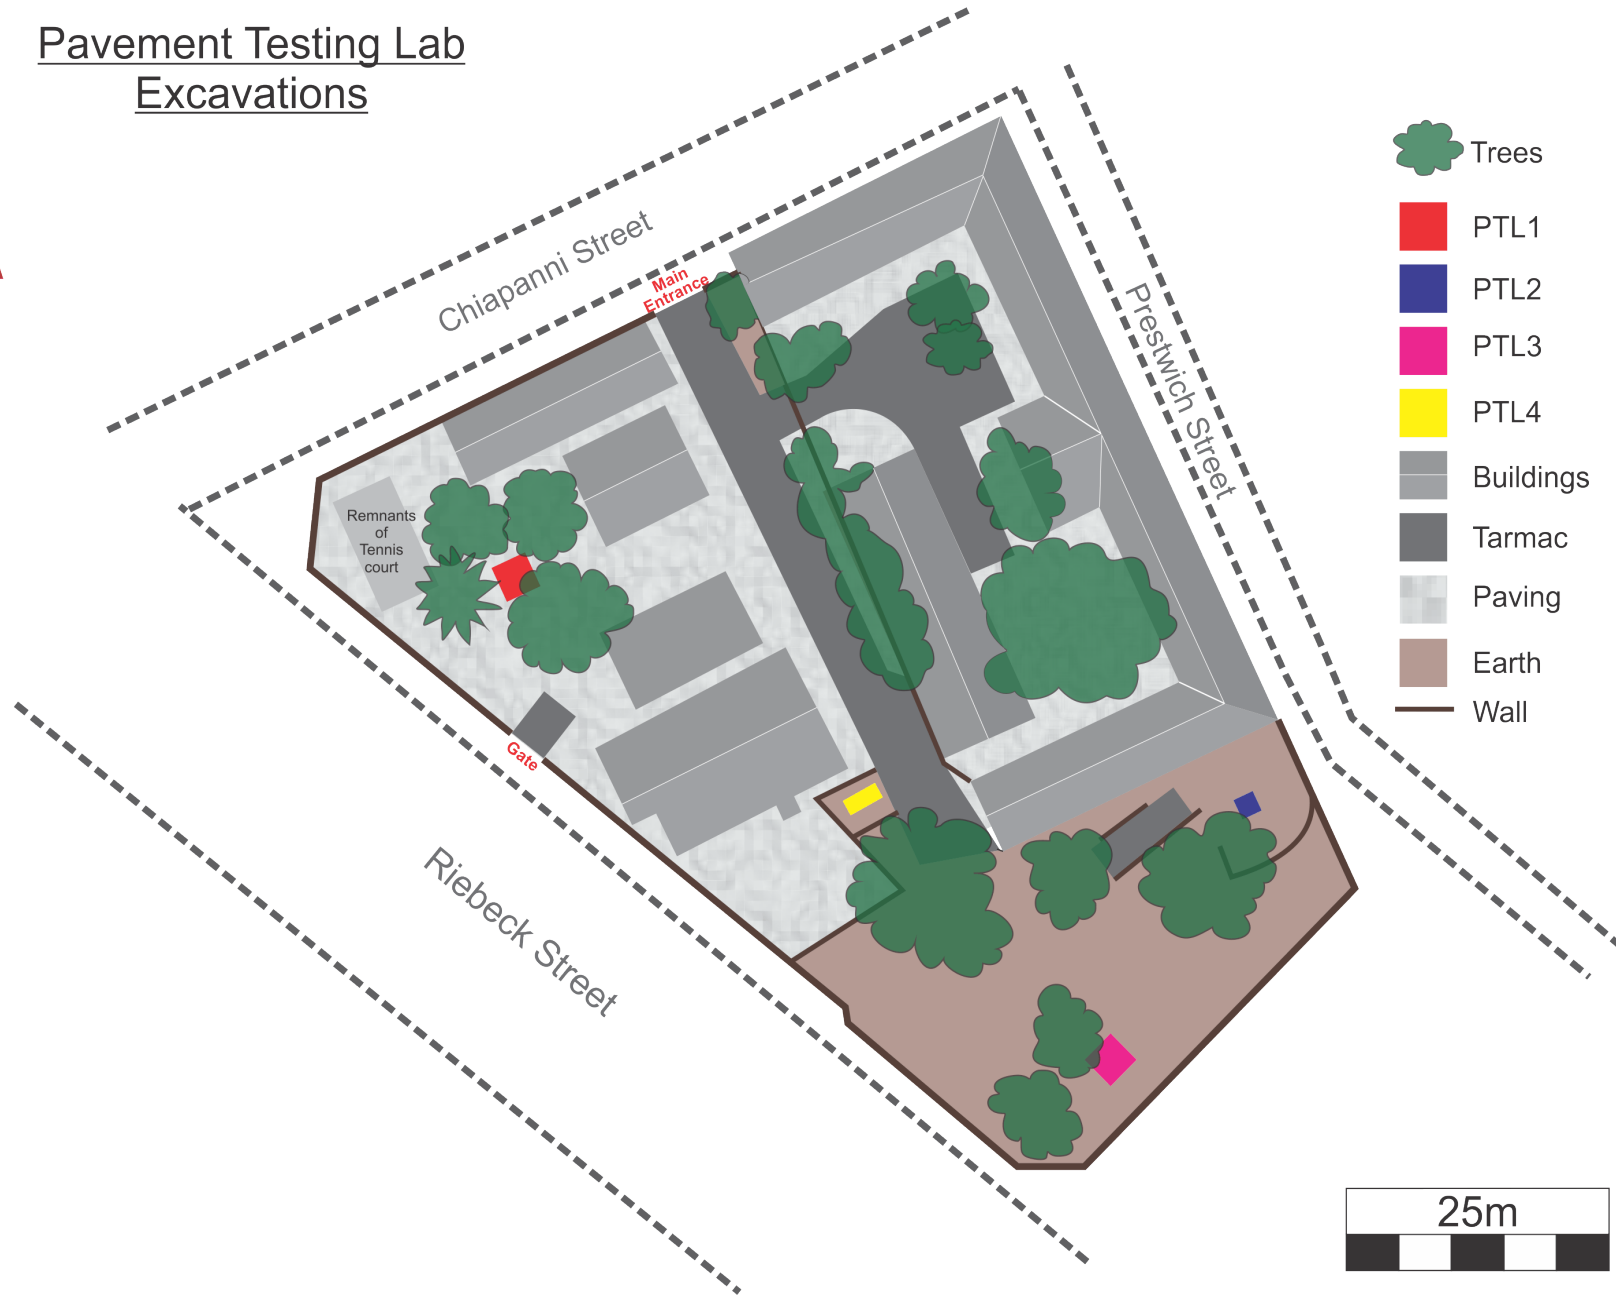 Pavement Testing Lab
Excavations
Chiapanni Street
Main
Entrance
Prestwich Street
Remnants
of
Tennis
court
Gate
Riebeck Street
Trees
PTL1
PTL2
PTL3
PTL4
Buildings
Tarmac
Paving
Earth
Wall
25m